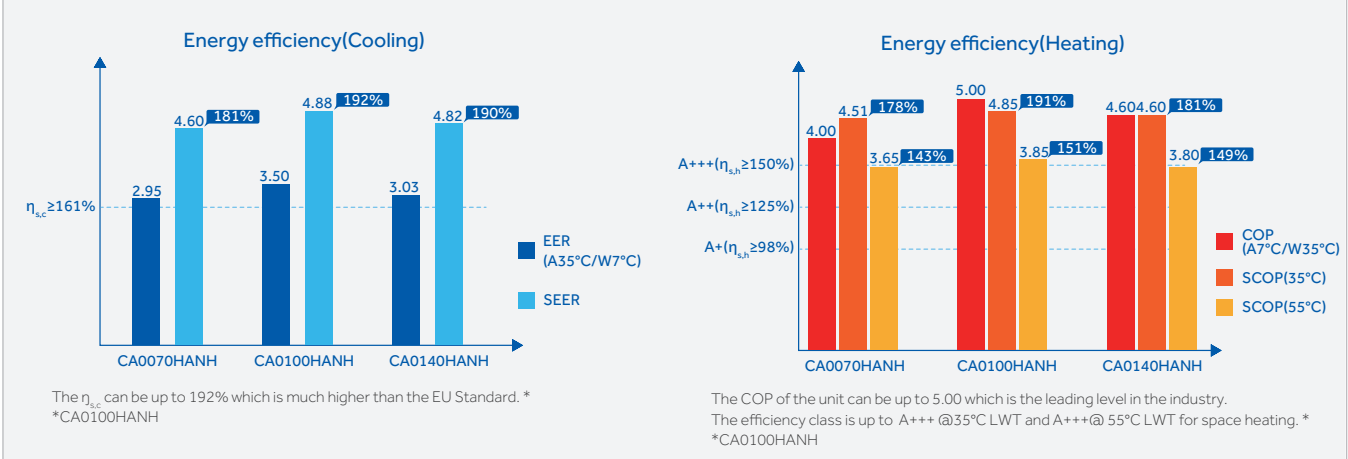 Energy efficiency(Cooling)
4.60 181%
4.88 192%
4.82 190%
2.95
3.50
3.03
ηs,c≥161%
EER
(A35°C/W7°C)
SEER
CA0070HANH
CA0100HANH
CA0140HANH
The ηs,c can be up to 192% which is much higher than the EU Standard. *
*CA0100HANH
Energy efficiency(Heating)
4.00
4.51 178%
3.65 143%
5.00
4.85 191%
3.85 151%
4.60 4.60 181%
3.80 149%
A+++(ηs,h≥150%)
A++(ηs,h≥125%)
A+(ηs,h≥98%)
COP
(A7°C/W35°C)
SCOP(35°C)
SCOP(55°C)
CA0070HANH
CA0100HANH
CA0140HANH
The COP of the unit can be up to 5.00 which is the leading level in the industry.
The efficiency class is up to A+++ @35°C LWT and A+++@ 55°C LWT for space heating. *
*CA0100HANH